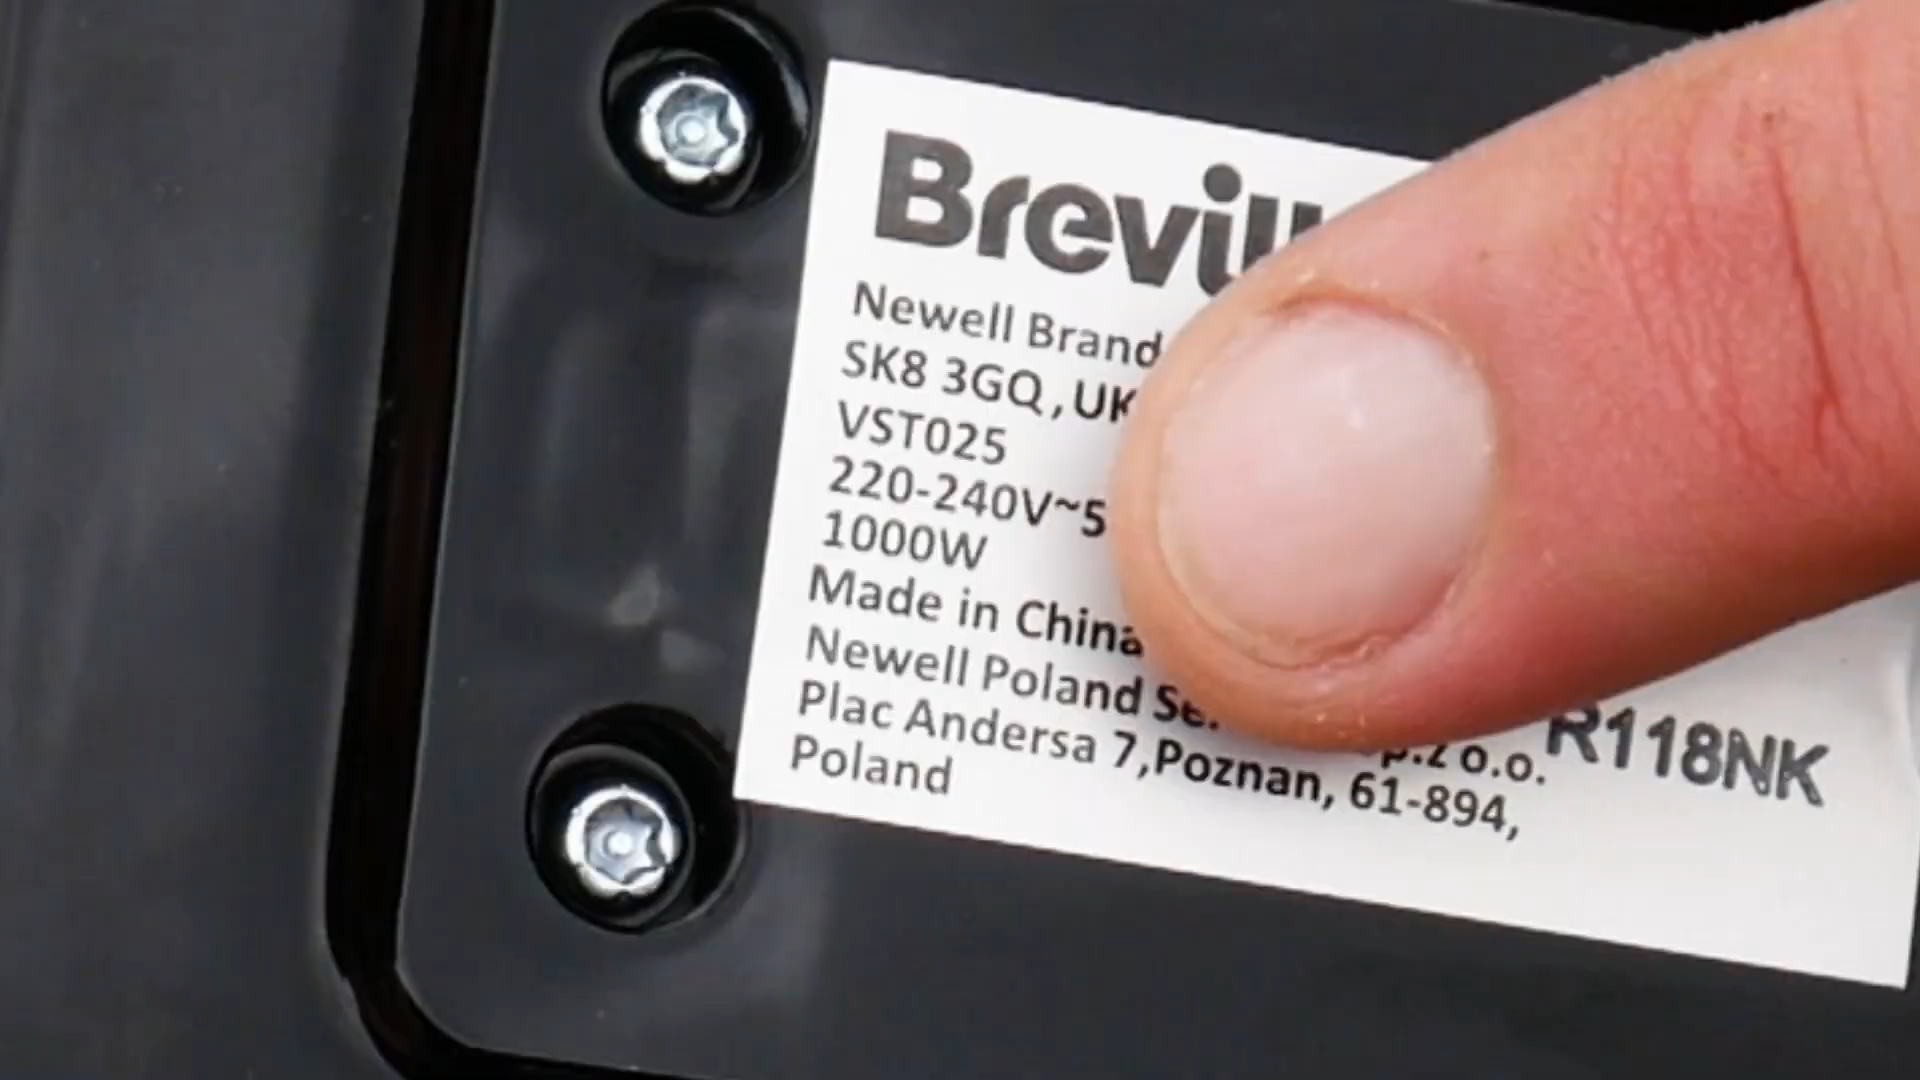 Brevill
Newell Brand
SK8 3GQ, UK
VST025
220-240V~5
1000W
Made in China
Newell Poland Se
Plac Andersa 7, Poznan, 61-894,
Poland
p.z o.o.
R118NK